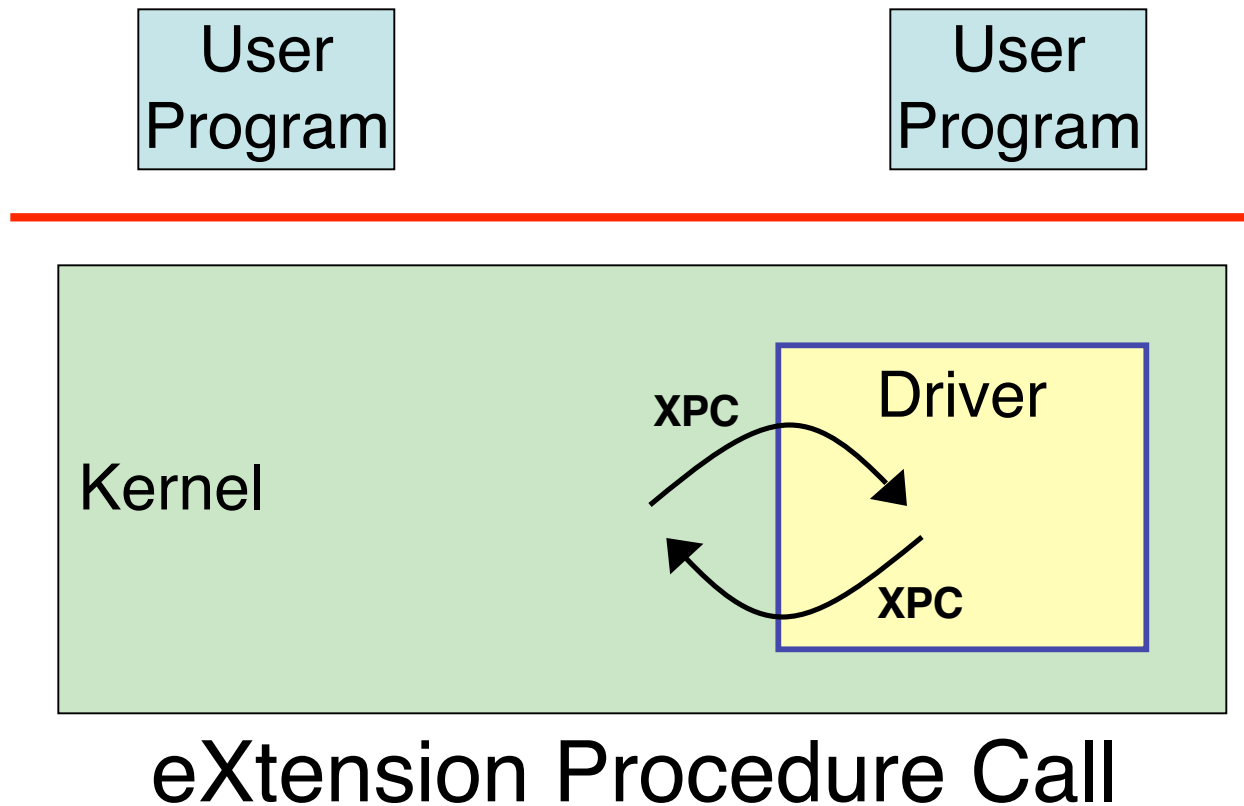 User
Program
User
Program
Driver
XPC
Kernel
XPC
eXtension Procedure Call